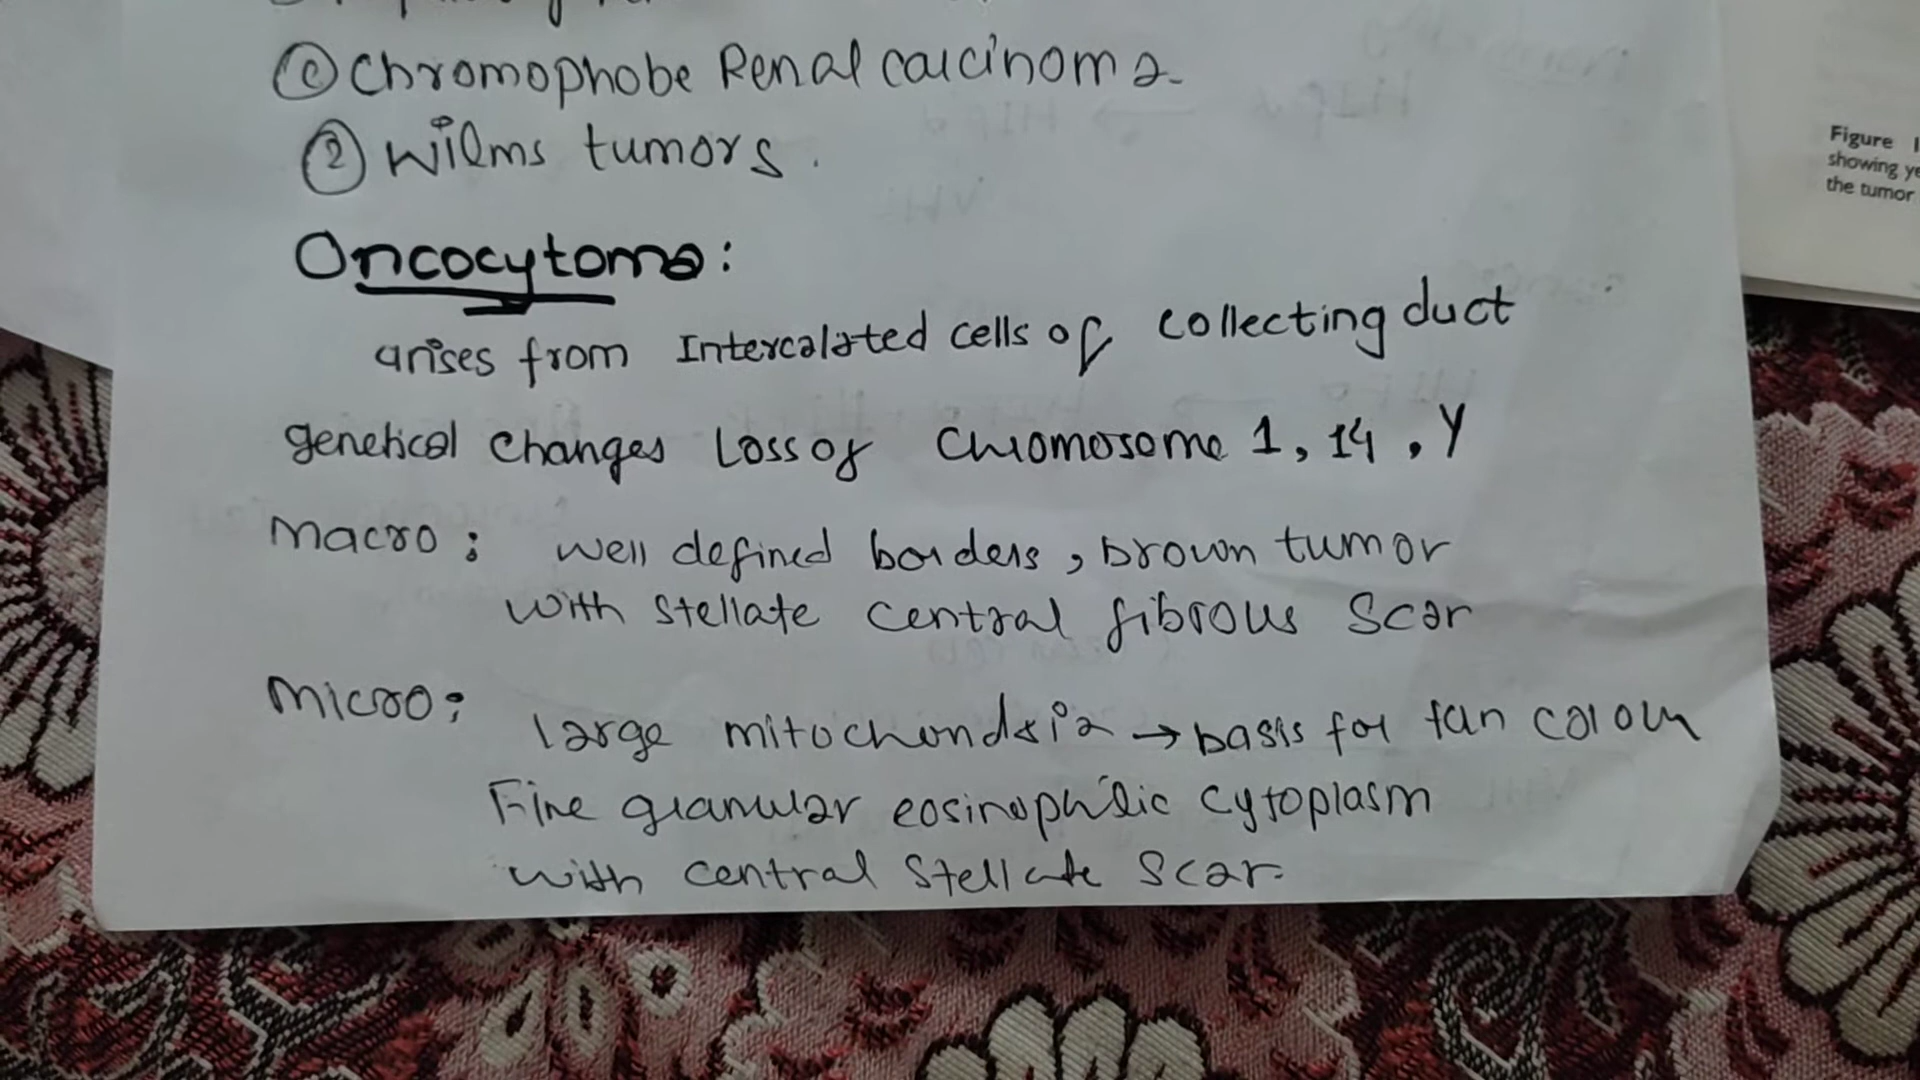 (c) Chromophobe Renal carcinoma
(2) Wilms tumors.
Oncocytoma:
arises from Intercalated cells of collecting duct
genetical changes Loss of Chromosome 1, 14, Y
Macro: well defined borders, brown tumor
with stellate central fibrous scar
Micro: large mitochondria → basis for tan colour
Fine granular eosinophilic cytoplasm
with central stellate scar.
Figure
showing
the tumor